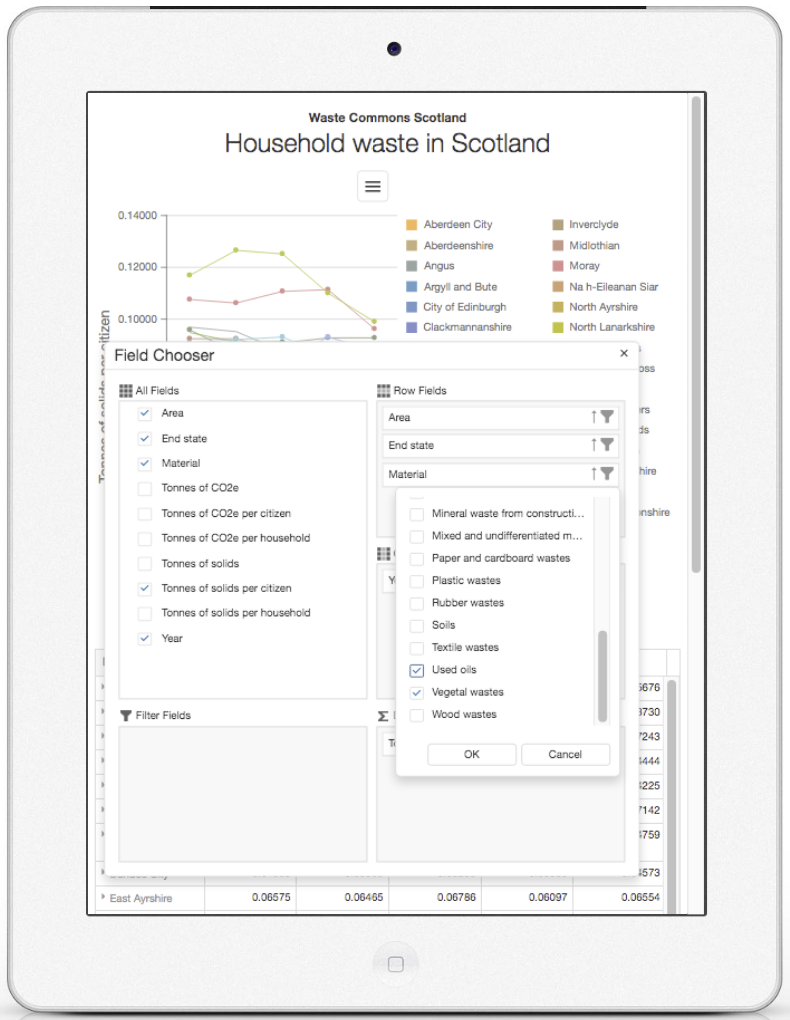 Waste Commons Scotland
Household waste in Scotland
0.14000
0.12000
0.10000
Tonnes of solids per citizen
Aberdeen City
Aberdeenshire
Angus
Argyll and Bute
City of Edinburgh
Clackmannanshire
Inverclyde
Midlothian
Moray
Na h-Eileanan Siar
North Ayrshire
North Lanarkshire
Field Chooser
×
All Fields
Area
End state
Material
Tonnes of CO2e
Tonnes of CO2e per citizen
Tonnes of CO2e per household
Tonnes of solids
Tonnes of solids per citizen
Tonnes of solids per household
Year
Row Fields
Area
End state
Material
Mineral waste from constructi...
Mixed and undifferentiated m...
Paper and cardboard wastes
Plastic wastes
Rubber wastes
Soils
Textile wastes
Used oils
Vegetal wastes
Wood wastes
OK Cancel
Filter Fields
East Ayrshire 0.06575 0.06465 0.06786 0.06097 0.06554